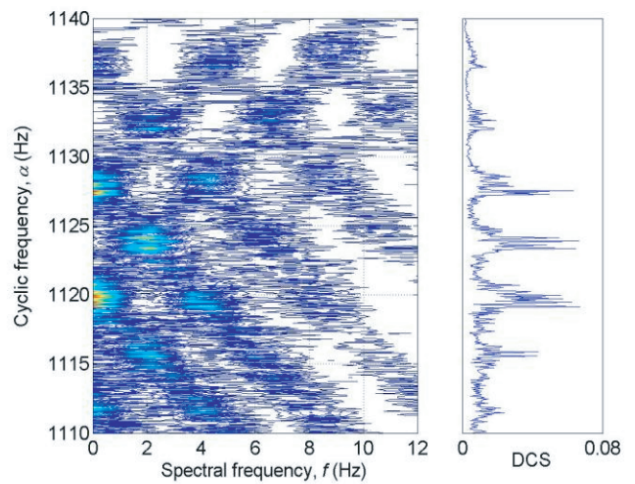 1140
1135
1130
1125
1120
1115
1110
Cyclic frequency, α (Hz)
0 2 4 6 8 10 12
Spectral frequency, f (Hz)
0 0.08
DCS